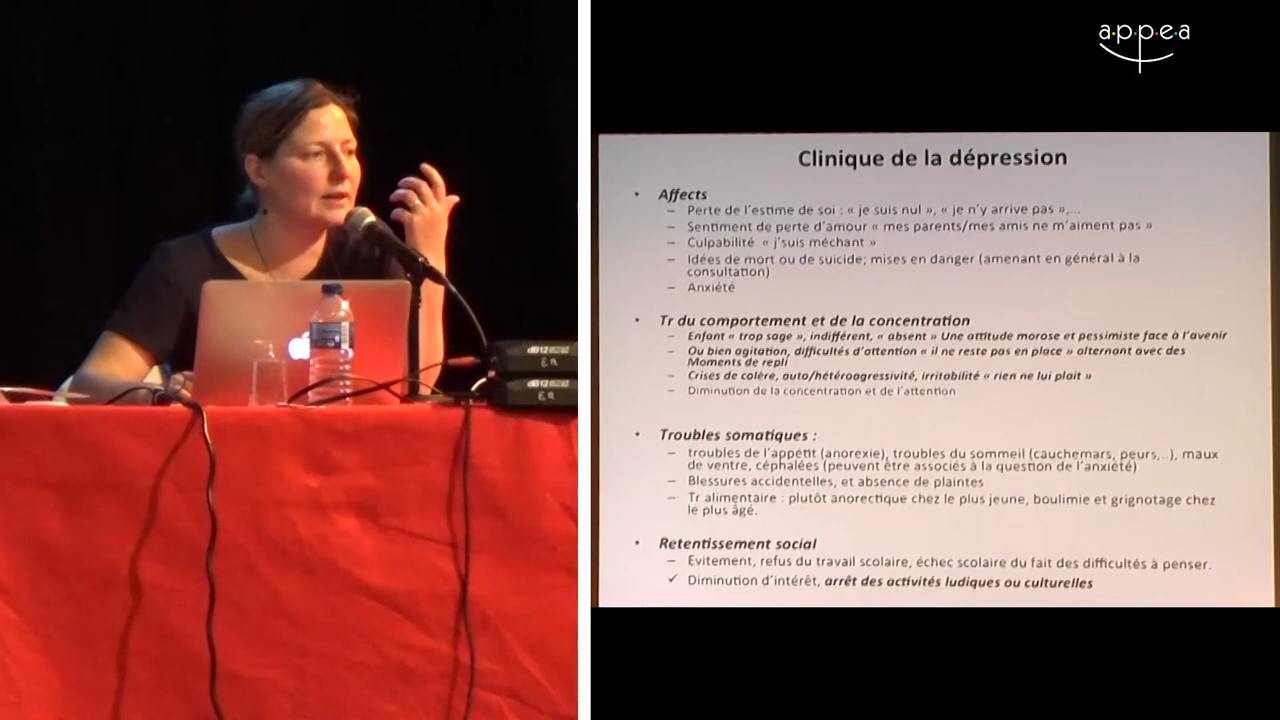 a.p.p.e.a
Clinique de la dépression
• Affects
– Perte de l'estime de soi : « je suis nul », « je n'y arrive pas »,...
– Sentiment de perte d'amour « mes parents/mes amis ne m'aiment pas »
– Culpabilité « j'suis méchant »
– Idées de mort ou de suicide; mises en danger (amenant en général à la
consultation)
– Anxiété
• Tr du comportement et de la concentration
– Enfant « trop sage », indifférent, « absent » Une attitude morose et pessimiste face à l'avenir
– Ou bien agitation, difficultés d'attention « il ne reste pas en place » alternant avec des
Moments de repli
– Crises de colère, auto/hétéroagressivité, irritabilité « rien ne lui plait »
– Diminution de la concentration et de l'attention
• Troubles somatiques :
– troubles de l'appétit (anorexie), troubles du sommeil (cauchemars, peurs,..), maux
de ventre, céphalées (peuvent être associés à la question de l'anxiété)
– Blessures accidentelles, et absence de plaintes
– Tr alimentaire : plutôt anorectique chez le plus jeune, boulimie et grignotage chez
le plus âgé.
• Retentissement social
– Evitement, refus du travail scolaire, échec scolaire du fait des difficultés à penser.
✓ Diminution d'intérêt, arrêt des activités ludiques ou culturelles
dB12
ER
dB12
ER